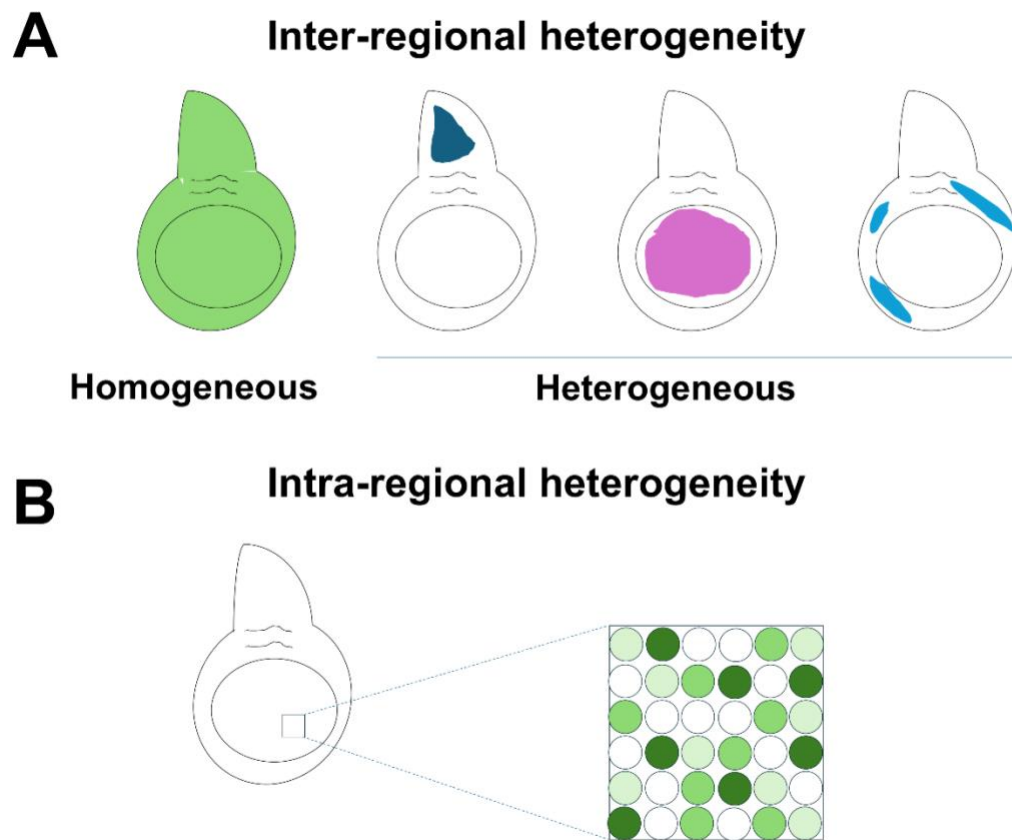 A
Inter-regional heterogeneity
Homogeneous
Heterogeneous
B
Intra-regional heterogeneity